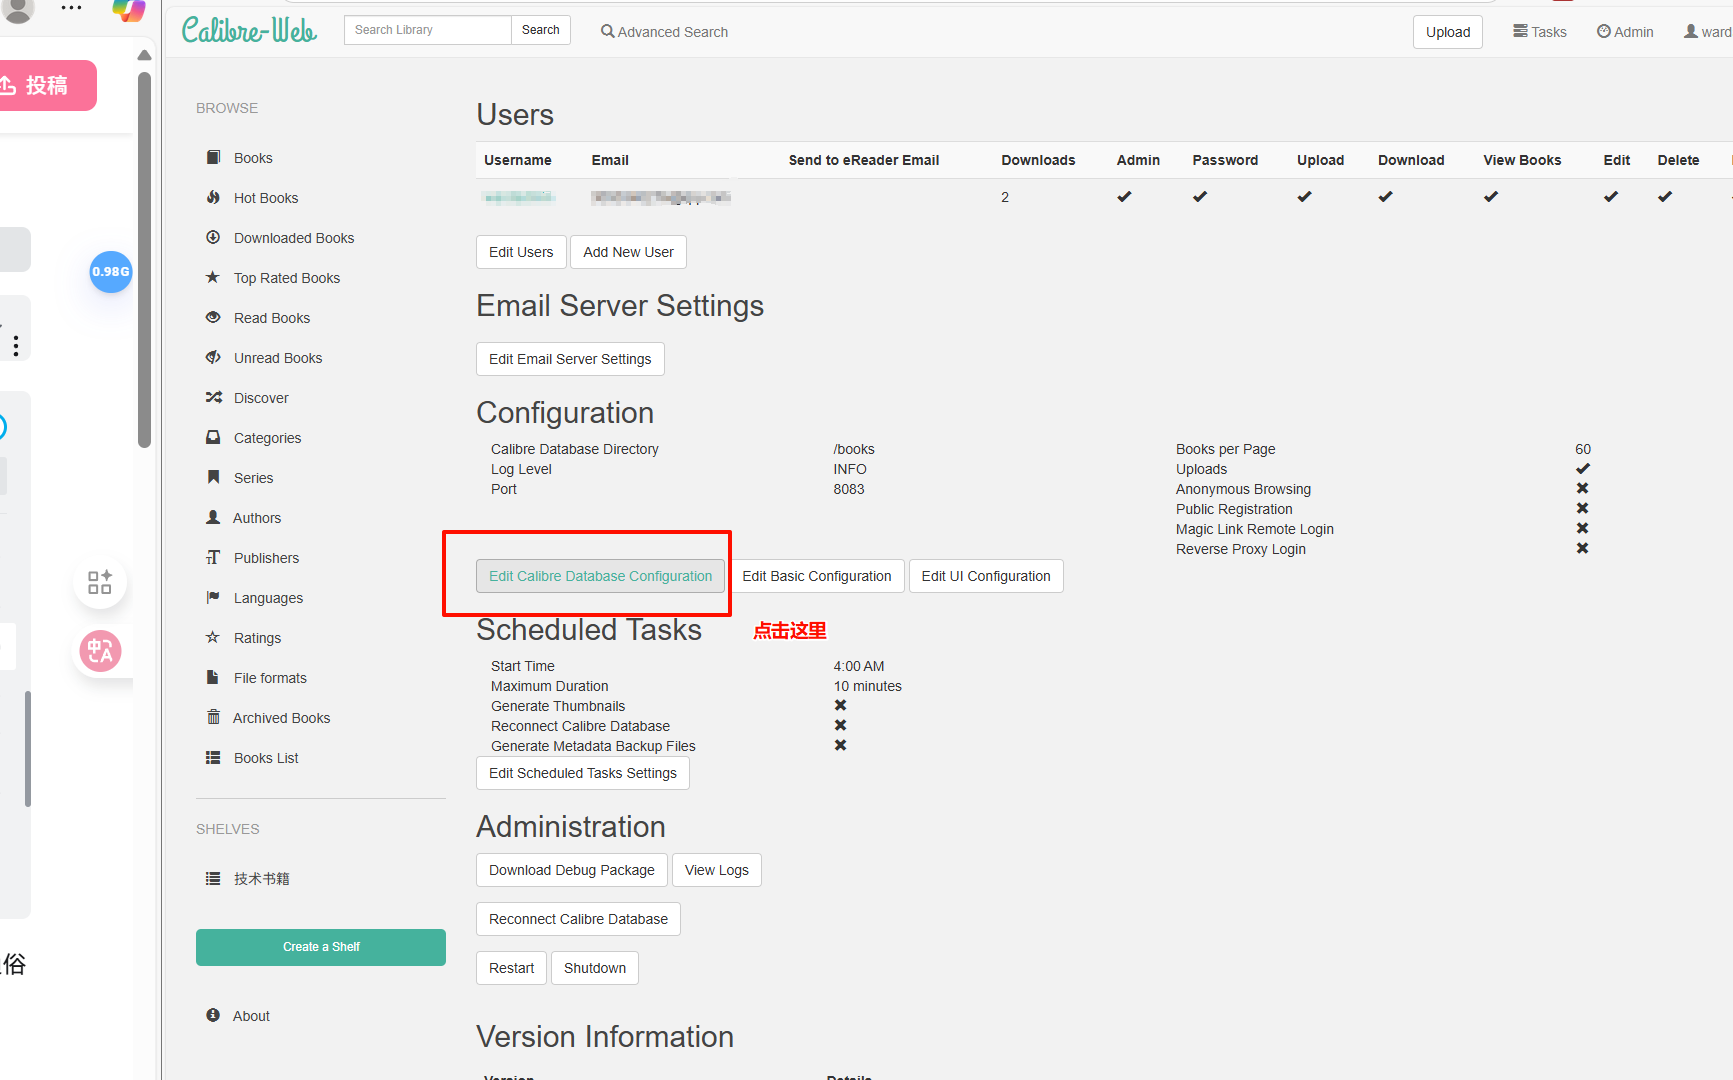 投稿
0.98G
俗
Calibre-Web
Search Library
Search
Advanced Search
Upload
Tasks
Admin
ward
BROWSE
Books
Hot Books
Downloaded Books
Top Rated Books
Read Books
Unread Books
Discover
Categories
Series
Authors
Publishers
Languages
Ratings
File formats
Archived Books
Books List
SHELVES
技术书籍
Create a Shelf
About
Users
Username Email Send to eReader Email Downloads Admin Password Upload Download View Books Edit Delete
2
Edit Users Add New User
Email Server Settings
Edit Email Server Settings
Configuration
Calibre Database Directory /books
Log Level INFO
Port 8083
Books per Page 60
Uploads
Anonymous Browsing
Public Registration
Magic Link Remote Login
Reverse Proxy Login
Edit Calibre Database Configuration Edit Basic Configuration Edit UI Configuration
点击这里
Scheduled Tasks
Start Time 4:00 AM
Maximum Duration 10 minutes
Generate Thumbnails
Reconnect Calibre Database
Generate Metadata Backup Files
Edit Scheduled Tasks Settings
Administration
Download Debug Package View Logs
Reconnect Calibre Database
Restart Shutdown
Version Information
Version Details